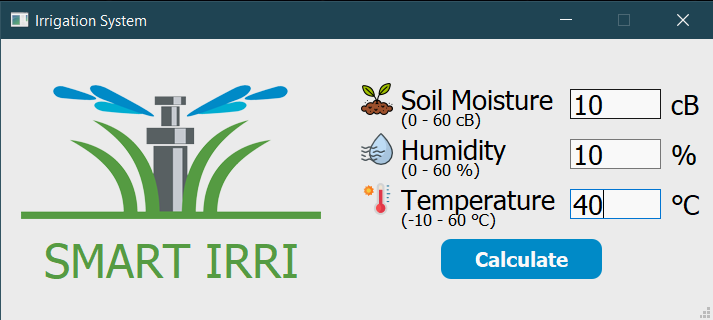 Irrigation System
Soil Moisture 10 cB
(0 - 60 cB)
Humidity 10 %
(0 - 60 %)
Temperature 40 °C
(-10 - 60 °C)
SMART IRRI
Calculate